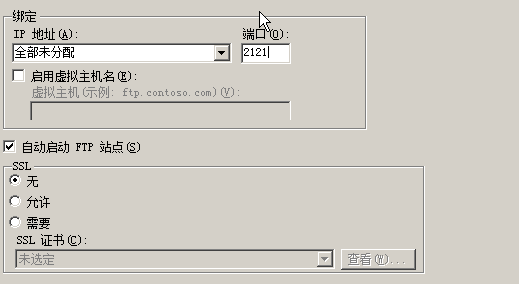 绑定
IP 地址(A): 端口(O):
全部未分配 2121
启用虚拟主机名(E):
虚拟主机(示例: ftp.contoso.com)(V):
自动启动 FTP 站点(S)
SSL
无
允许
需要
SSL 证书(C):
未选定 查看(W)...